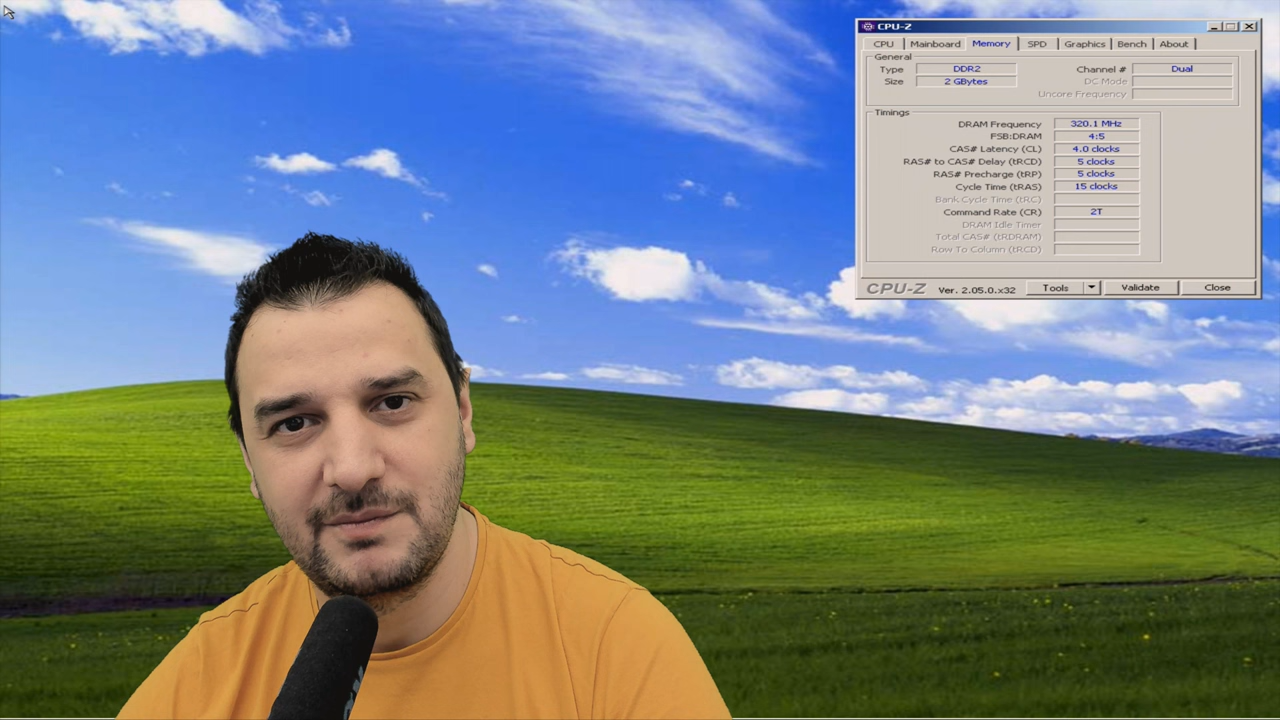 CPU-Z
CPU Mainboard Memory SPD Graphics Bench About
General
Type DDR2 Channel # Dual
Size 2 GBytes DC Mode
Uncore Frequency
Timings
DRAM Frequency 320.1 MHz
FSB:DRAM 4:5
CAS# Latency (CL) 4.0 clocks
RAS# to CAS# Delay (tRCD) 5 clocks
RAS# Precharge (tRP) 5 clocks
Cycle Time (tRAS) 15 clocks
Bank Cycle Time (tRC)
Command Rate (CR) 2T
DRAM Idle Timer
Total CAS# (tRDRAM)
Row To Column (tRCD)
CPU-Z Ver. 2.05.0.x32 Tools Validate Close